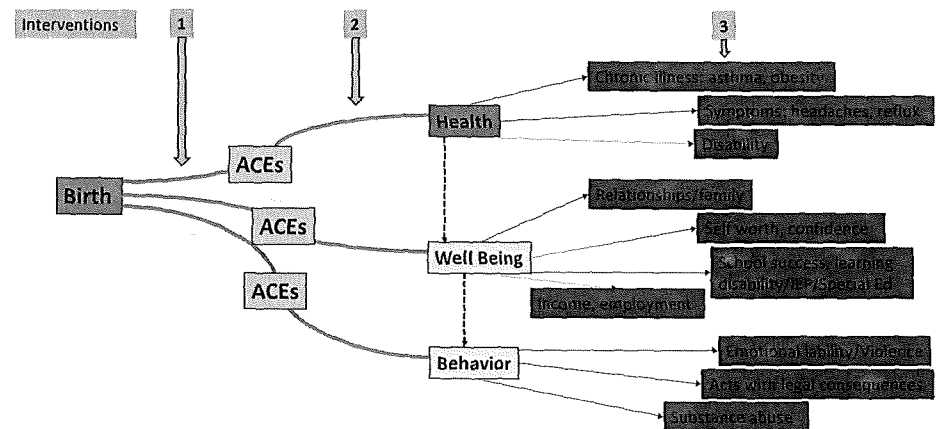 Interventions
1
2
3
Chronic illness: asthma, obesity
Symptoms: headaches, reflux
Disability
Health
ACEs
Birth
Relationships/family
ACEs
Self worth, confidence
Well Being
School success, learning
disability/IEP/Special Ed
ACEs
Income, employment
Behavior
Emotional lability/Violence
Acts with legal consequences
Substance abuse